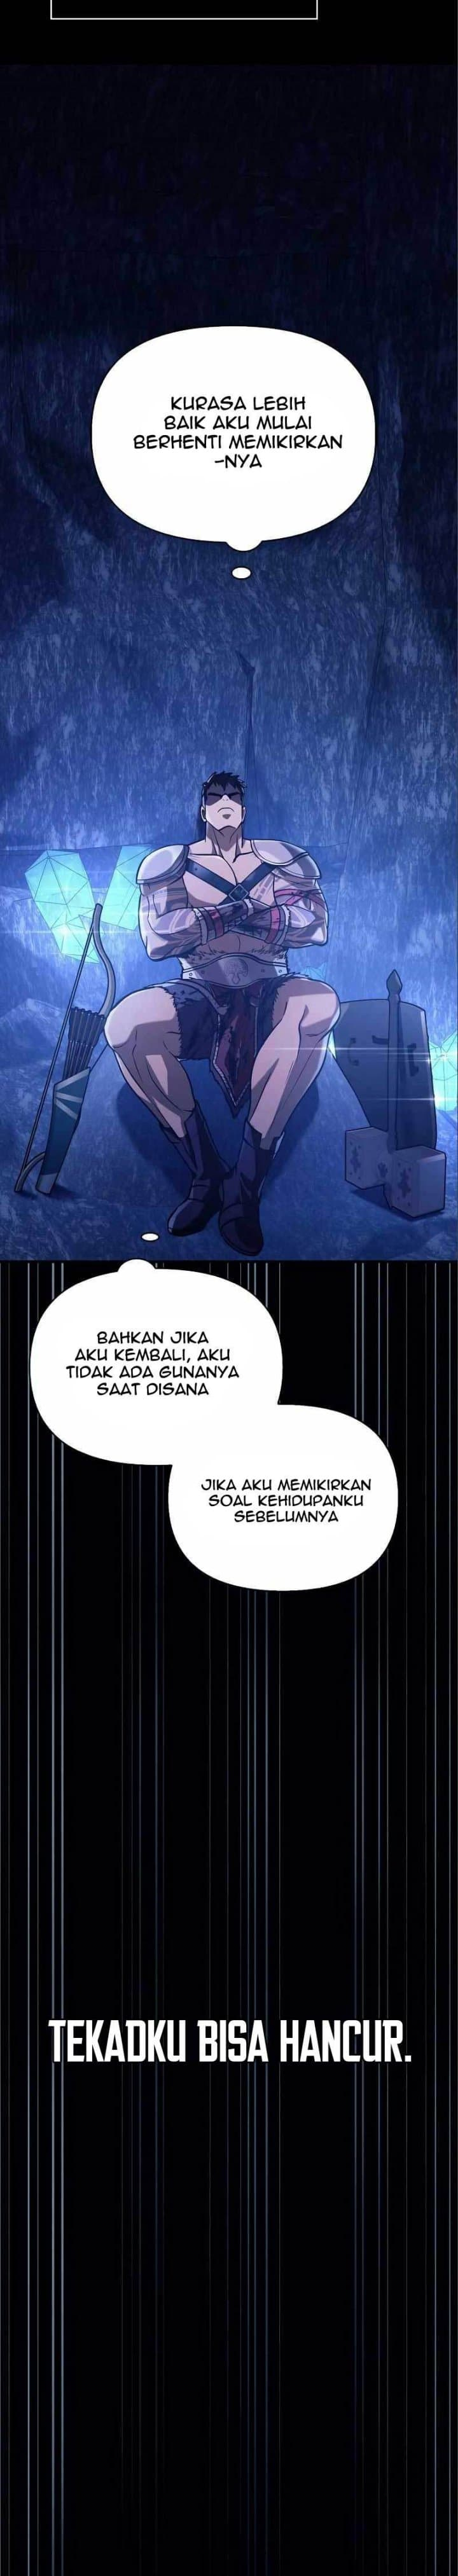 KURASA LEBIH
BAIK AKU MULAI
BERHENTI MEMIKIRKAN
-NYA
BAHKAN JIKA
AKU KEMBALI, AKU
TIDAK ADA GUNANYA
SAAT DISANA
JIKA AKU MEMIKIRKAN
SOAL KEHIDUPANKU
SEBELUMNYA
TEKADKU BISA HANCUR.